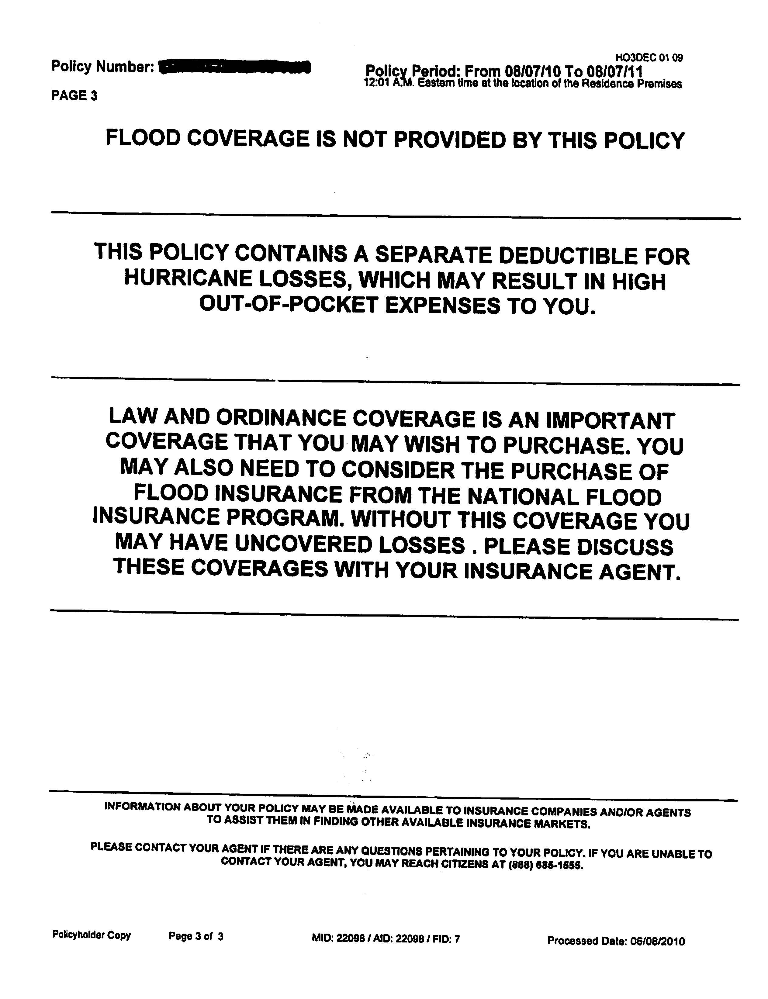 HO3DEC 01 09
Policy Number:
Policy Period: From 08/07/10 To 08/07/11
12:01 A.M. Eastern time at the location of the Residence Premises
PAGE 3
FLOOD COVERAGE IS NOT PROVIDED BY THIS POLICY
THIS POLICY CONTAINS A SEPARATE DEDUCTIBLE FOR
HURRICANE LOSSES, WHICH MAY RESULT IN HIGH
OUT-OF-POCKET EXPENSES TO YOU.
LAW AND ORDINANCE COVERAGE IS AN IMPORTANT
COVERAGE THAT YOU MAY WISH TO PURCHASE. YOU
MAY ALSO NEED TO CONSIDER THE PURCHASE OF
FLOOD INSURANCE FROM THE NATIONAL FLOOD
INSURANCE PROGRAM. WITHOUT THIS COVERAGE YOU
MAY HAVE UNCOVERED LOSSES . PLEASE DISCUSS
THESE COVERAGES WITH YOUR INSURANCE AGENT.
INFORMATION ABOUT YOUR POLICY MAY BE MADE AVAILABLE TO INSURANCE COMPANIES AND/OR AGENTS
TO ASSIST THEM IN FINDING OTHER AVAILABLE INSURANCE MARKETS.
PLEASE CONTACT YOUR AGENT IF THERE ARE ANY QUESTIONS PERTAINING TO YOUR POLICY. IF YOU ARE UNABLE TO
CONTACT YOUR AGENT, YOU MAY REACH CITIZENS AT (888) 685-1555.
Policyholder Copy Page 3 of 3 MID: 22098 / AID: 22098 / FID: 7 Processed Date: 06/08/2010